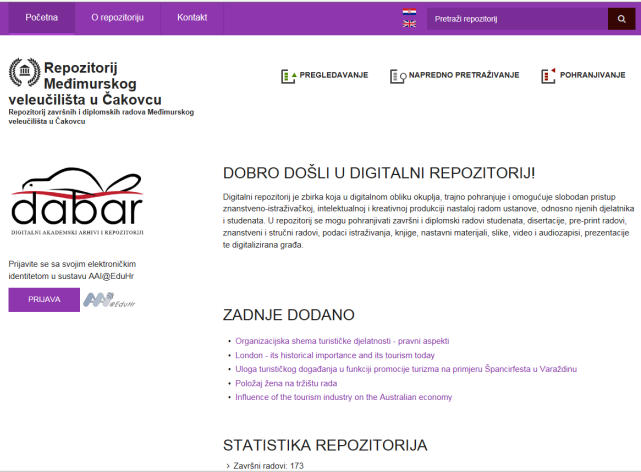 Početna O repozitoriju Kontakt Pretraži repozitorij
Repozitorij
Međimurskog
veleučilišta u Čakovcu
Repozitorij završnih i diplomskih radova Međimurskog
veleučilišta u Čakovcu
PREGLEDAVANJE NAPREDNO PRETRAŽIVANJE POHRANJIVANJE
dabar
DIGITALNI AKADEMSKI ARHIVI I REPOZITORIJI
Prijavite se sa svojim elektroničkim
identitetom u sustavu AAI@EduHr
PRIJAVA AAI@EduHr
DOBRO DOŠLI U DIGITALNI REPOZITORIJ!
Digitalni repozitorij je zbirka koja u digitalnom obliku okuplja, trajno pohranjuje i omogućuje slobodan pristup
znanstveno-istraživačkoj, intelektualnoj i kreativnoj produkciji nastaloj radom ustanove, odnosno njenih djelatnika
i studenata. U repozitorij se mogu pohranjivati završni i diplomski radovi studenata, disertacije, pre-print radovi,
znanstveni i stručni radovi, podaci istraživanja, knjige, nastavni materijali, slike, video i audiozapisi, prezentacije
te digitalizirana građa.
ZADNJE DODANO
• Organizacijska shema turističke djelatnosti - pravni aspekti
• London - its historical importance and its tourism today
• Uloga turističkog događanja u funkciji promocije turizma na primjeru Špancirfesta u Varaždinu
• Položaj žena na tržištu rada
• Influence of the tourism industry on the Australian economy
STATISTIKA REPOZITORIJA
> Završni radovi: 173